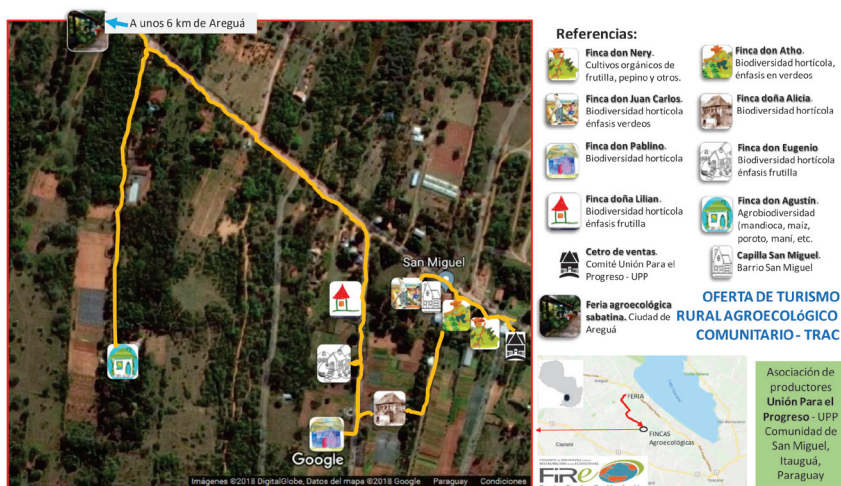 A unos 6 km de Areguá
San Miguel
Google
Imágenes ©2018 DigitalGlobe, Datos del mapa ©2018 Google Paraguay Condiciones
Referencias:
Finca don Nery.
Cultivos orgánicos de
frutilla, pepino y otros.
Finca don Juan Carlos.
Biodiversidad hortícola
énfasis verdeos
Finca don Pablino.
Biodiversidad hortícola
Finca doña Lilian.
Biodiversidad hortícola
énfasis frutilla
Cetro de ventas.
Comité Unión Para el
Progreso - UPP
Feria agroecológica
sabatina. Ciudad de
Areguá
Finca don Atho.
Biodiversidad hortícola,
énfasis en verdeos
Finca doña Alicia.
Biodiversidad hortícola
Finca don Eugenio
Biodiversidad hortícola
énfasis frutilla
Finca don Agustín.
Agrobiodiversidad
(mandioca, maíz,
poroto, maní, etc.
Capilla San Miguel.
Barrio San Miguel
OFERTA DE TURISMO
RURAL AGROECOLÓGICO
COMUNITARIO - TRAC
FERIA
FINCAS
Agroecológicas
Capiatá
FIRe
Asociación de
productores
Unión Para el
Progreso - UPP
Comunidad de
San Miguel,
Itauguá,
Paraguay